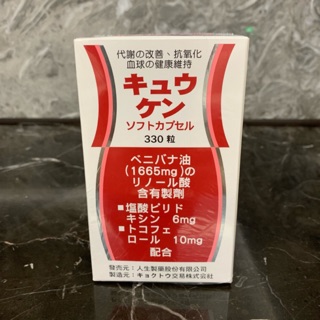 代謝の改善、抗氧化
血球の健康維持
キュウ
ケン
ソフトカプセル
330 粒
ベニバナ油
(1665mg)の
リノール酸
含有製劑
■塩酸ピリド
キシン 6mg
■トコフェ
ロール 10mg
配合
發売元：人生製藥股份有限公司
製造元：キョクトウ交易株式会社